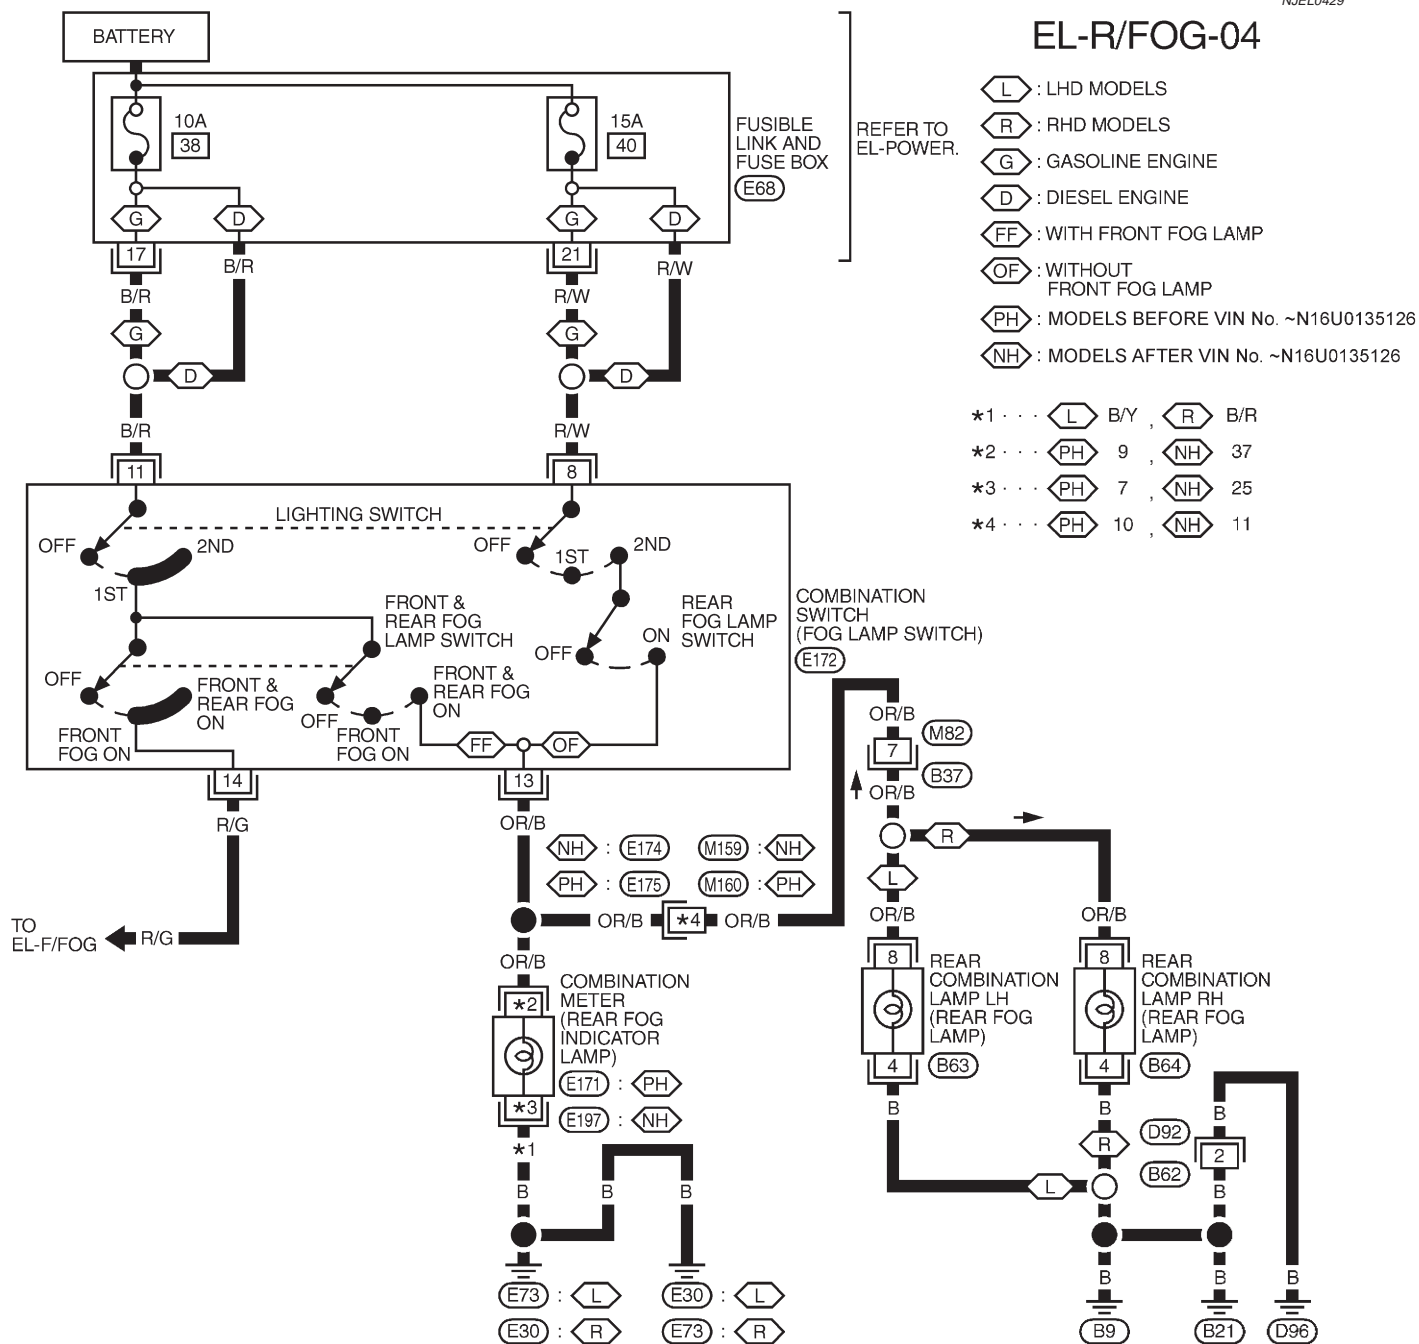 NJEL0429
EL-R/FOG-04
BATTERY
10A
38
15A
40
FUSIBLE
LINK AND
FUSE BOX
E68
REFER TO
EL-POWER.
G
D
G
D
17
21
B/R
R/W
B/R
R/W
G
G
D
D
B/R
R/W
11
8
L : LHD MODELS
R : RHD MODELS
G : GASOLINE ENGINE
D : DIESEL ENGINE
FF : WITH FRONT FOG LAMP
OF : WITHOUT
FRONT FOG LAMP
PH : MODELS BEFORE VIN No. ~N16U0135126
NH : MODELS AFTER VIN No. ~N16U0135126
*1 · · · L B/Y , R B/R
*2 · · · PH 9 , NH 37
*3 · · · PH 7 , NH 25
*4 · · · PH 10 , NH 11
LIGHTING SWITCH
OFF
2ND
1ST
OFF
1ST
2ND
FRONT &
REAR FOG
LAMP SWITCH
REAR
FOG LAMP
SWITCH
OFF
ON
COMBINATION
SWITCH
(FOG LAMP SWITCH)
E172
OFF
FRONT &
REAR FOG
ON
FRONT
FOG ON
OFF
FRONT
FOG ON
FRONT &
REAR FOG
ON
FF
OF
14
13
R/G
OR/B
TO
EL-F/FOG
R/G
NH : E174 M159 : NH
PH : E175 M160 : PH
OR/B
*4
OR/B
OR/B
M82
7
B37
OR/B
R
L
OR/B
OR/B
OR/B
*2
COMBINATION
METER
(REAR FOG
INDICATOR
LAMP)
E171 : PH
*3
E197 : NH
*1
B
B
B
E73 : L
E30 : L
E30 : R
E73 : R
8
REAR
COMBINATION
LAMP LH
(REAR FOG
LAMP)
4
B63
8
REAR
COMBINATION
LAMP RH
(REAR FOG
LAMP)
4
B64
B
B
B
R
D92
2
B62
L
B
B
B
B
B9
B21
D96